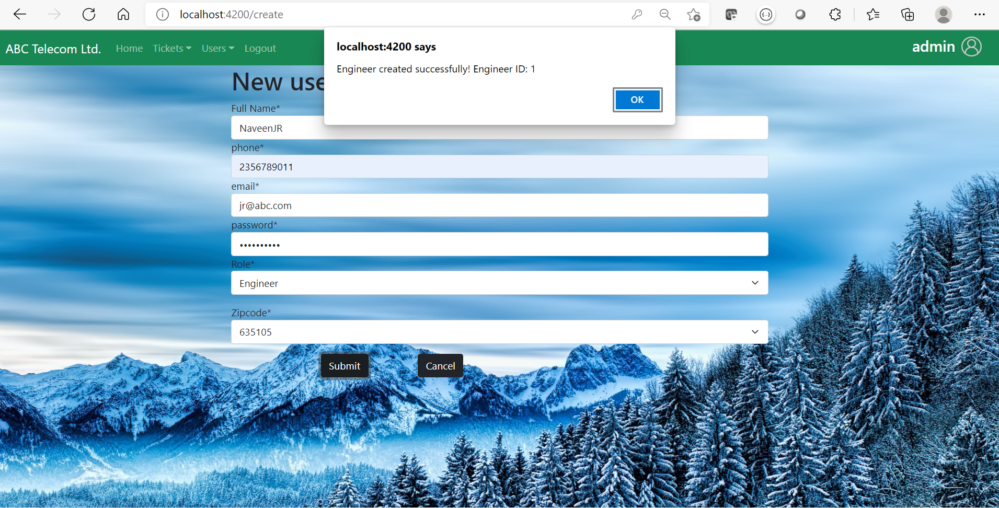 localhost:4200/create
ABC Telecom Ltd. Home Tickets Users Logout
admin
localhost:4200 says
Engineer created successfully! Engineer ID: 1
OK
New use
Full Name*
NaveenJR
phone*
2356789011
email*
jr@abc.com
password*
••••••••••
Role*
Engineer
Zipcode*
635105
Submit Cancel